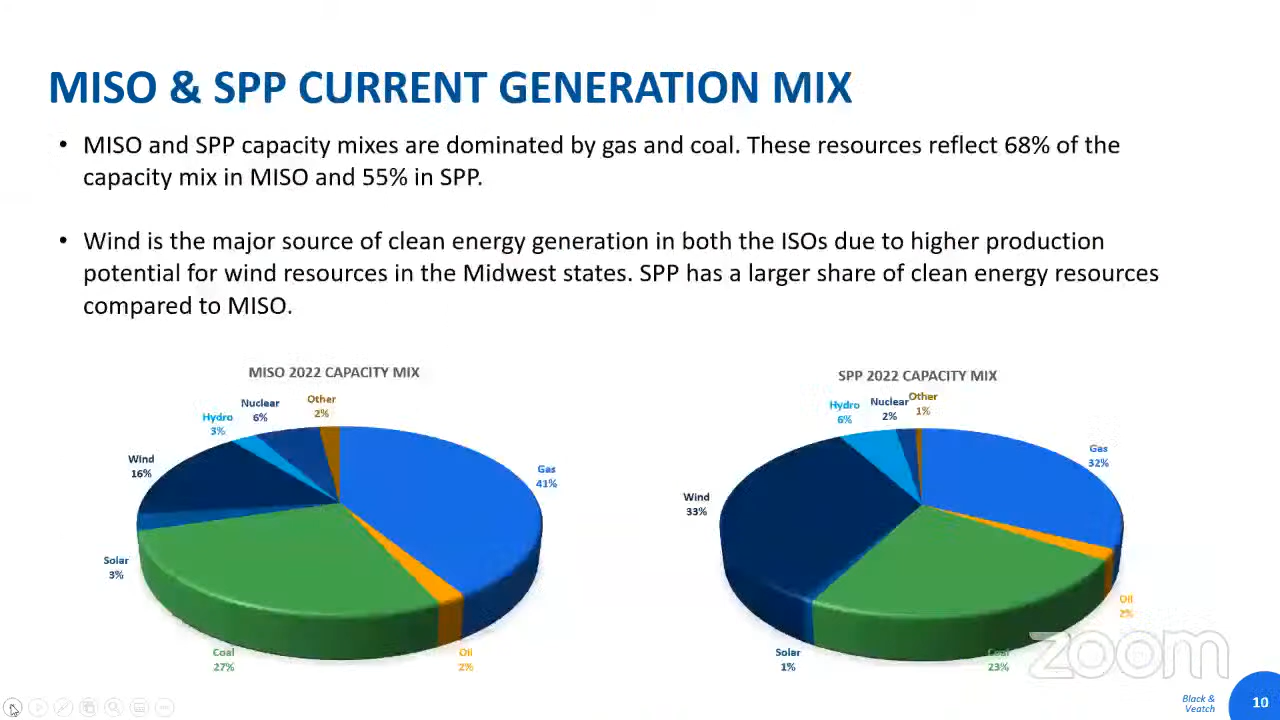 MISO & SPP CURRENT GENERATION MIX
• MISO and SPP capacity mixes are dominated by gas and coal. These resources reflect 68% of the
capacity mix in MISO and 55% in SPP.
• Wind is the major source of clean energy generation in both the ISOs due to higher production
potential for wind resources in the Midwest states. SPP has a larger share of clean energy resources
compared to MISO.
MISO 2022 CAPACITY MIX
Other
2%
Nuclear
6%
Hydro
3%
Wind
16%
Gas
41%
Solar
3%
Coal
27%
Oil
2%
SPP 2022 CAPACITY MIX
Other
1%
Nuclear
2%
Hydro
6%
Gas
32%
Wind
33%
Oil
2%
Solar
1%
Coal
23%
zoom
Black &
Veatch
10